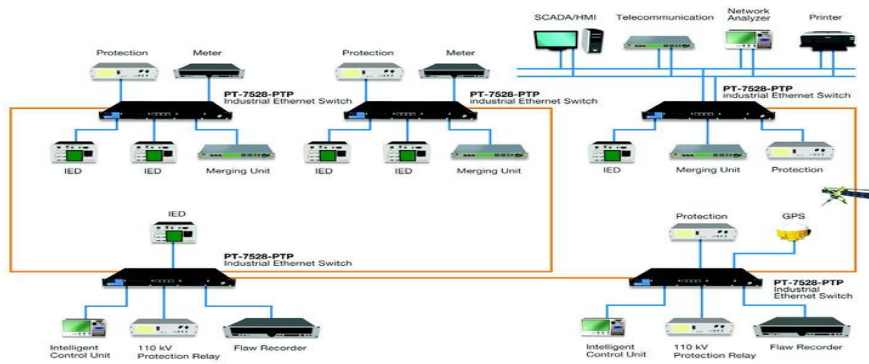 SCADA/HMI
Telecommunication
Network
Analyzer
Printer
Protection
Meter
Protection
Meter
PT-7528-PTP
Industrial Ethernet Switch
PT-7528-PTP
industrial Ethernet Switch
PT-7528-PTP
industrial Ethernet Switch
IED
IED
Merging Unit
IED
IED
Merging Unit
IED
Merging Unit
Protection
IED
Protection
GPS
PT-7528-PTP
Industrial Ethernet Switch
PT-7528-PTP
Industrial
Ethernet Switch
Intelligent
Control Unit
110 kV
Protection Relay
Flaw Recorder
Intelligent
Control Unit
110 kV
Protection Relay
Flaw Recorder